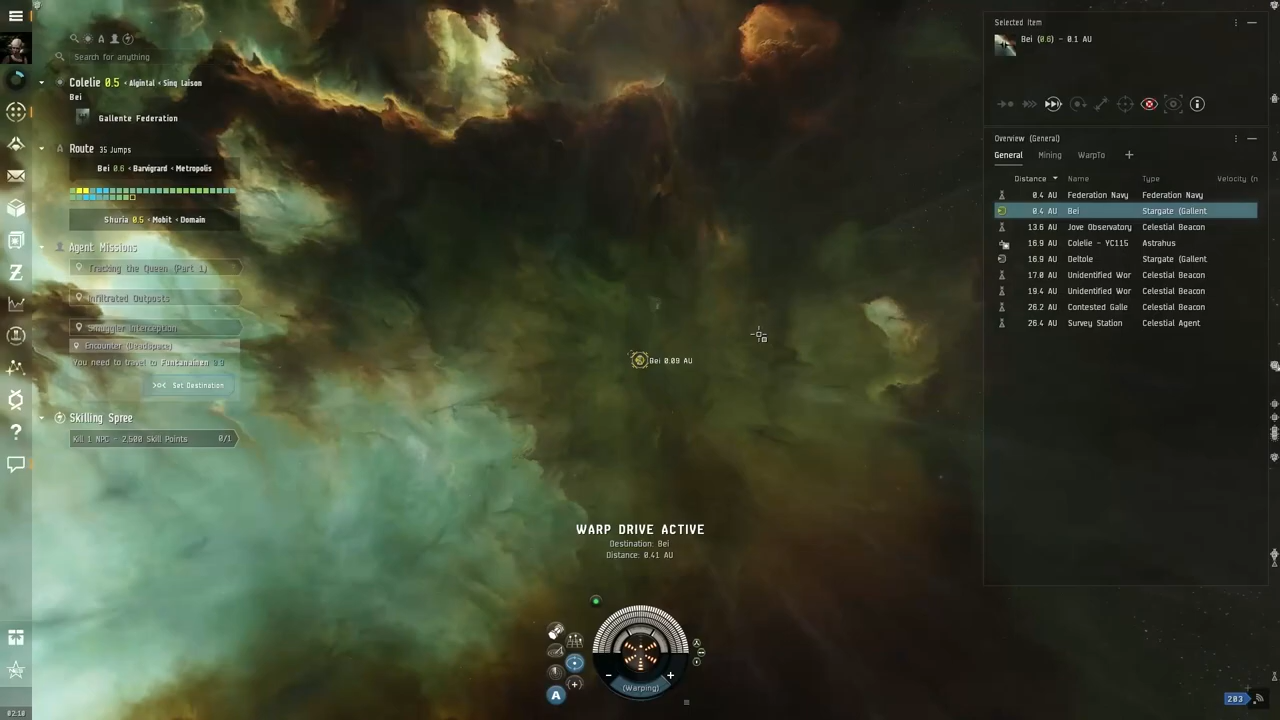 Search for anything
Colelie 0.5 ‹ Algintal ‹ Sinq Laison
Bei
Gallente Federation
Route 35 Jumps
Bei 0.6 ‹ Barvigrard ‹ Metropolis
Shuria 0.5 ‹ Mobit ‹ Domain
Agent Missions
Tracking the Queen (Part 1)
Infiltrated Outposts
Smuggler Interception
Encounter (Deadspace)
You need to travel to
Set Destination
Skilling Spree
Kill 1 NPC - 2,500 Skill Points 0/1
02:10
Bei 0.09 AU
WARP DRIVE ACTIVE
Destination: Bei
Distance: 0.41 AU
(Warping)
A
Selected Item
Bei (0.6) - 0.1 AU
Overview (General)
General Mining WarpTo +
Distance Name Type Velocity (m
0.4 AU Federation Navy Federation Navy
0.4 AU Bei Stargate (Gallent
13.6 AU Jove Observatory Celestial Beacon
16.9 AU Colelie - YC115 Astrahus
16.9 AU Deltole Stargate (Gallent
17.0 AU Unidentified Wor Celestial Beacon
19.4 AU Unidentified Wor Celestial Beacon
26.2 AU Contested Galle Celestial Beacon
26.4 AU Survey Station Celestial Agent
203